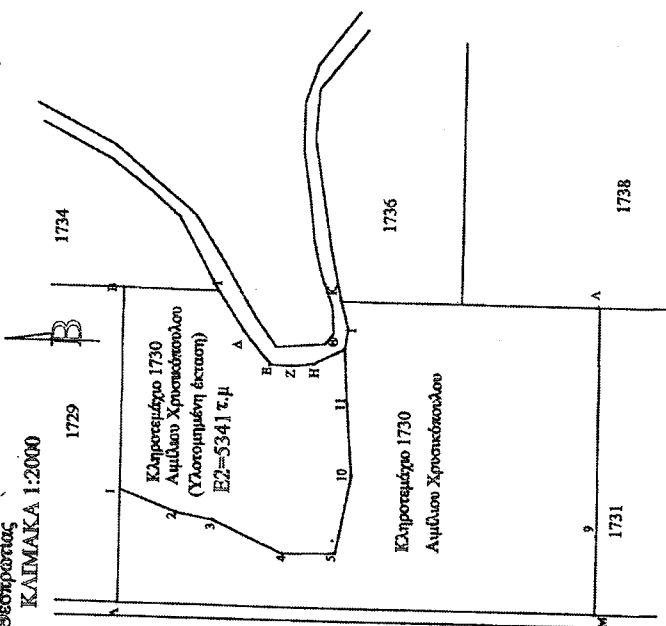 Θεσπρωτίας
ΚΛΙΜΑΚΑ 1:2000
1729
Β
1734
Α
1
Β
Γ
Κληροτεμάχιο 1730
Αιμίλιου Χρυσικόπουλου
(Υλοτομημένη έκταση)
Ε2=5341 τ.μ
2
3
4
5
Δ
Ε
Ζ
Η
Θ
Ι
Κ
10
11
1736
Κληροτεμάχιο 1730
Αιμίλιου Χρυσικόπουλου
1738
Λ
9
1731
Μ